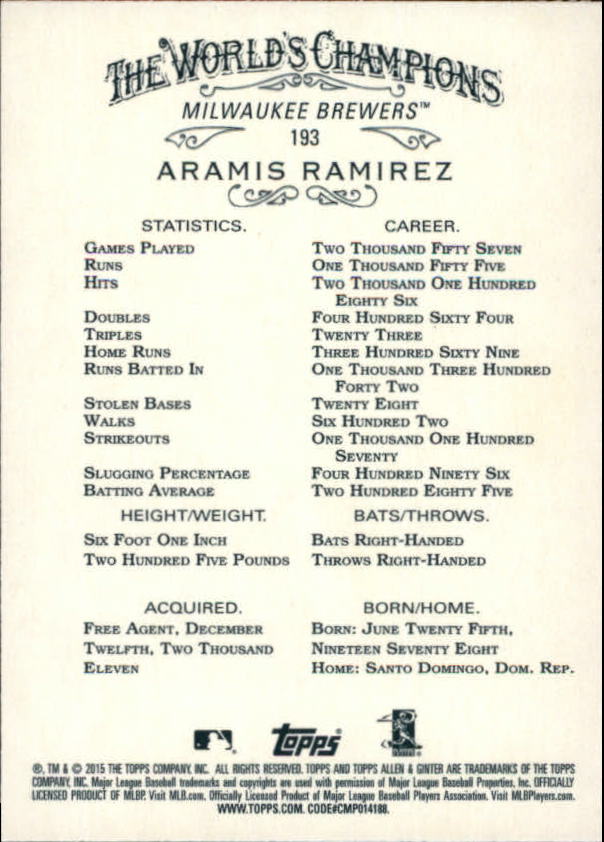 THE WORLD'S CHAMPIONS
MILWAUKEE BREWERS™
193
ARAMIS RAMIREZ
STATISTICS. CAREER.
GAMES PLAYED TWO THOUSAND FIFTY SEVEN
RUNS ONE THOUSAND FIFTY FIVE
HITS TWO THOUSAND ONE HUNDRED
EIGHTY SIX
DOUBLES FOUR HUNDRED SIXTY FOUR
TRIPLES TWENTY THREE
HOME RUNS THREE HUNDRED SIXTY NINE
RUNS BATTED IN ONE THOUSAND THREE HUNDRED
FORTY TWO
STOLEN BASES TWENTY EIGHT
WALKS SIX HUNDRED TWO
STRIKEOUTS ONE THOUSAND ONE HUNDRED
SEVENTY
SLUGGING PERCENTAGE FOUR HUNDRED NINETY SIX
BATTING AVERAGE TWO HUNDRED EIGHTY FIVE
HEIGHT/WEIGHT. BATS/THROWS.
SIX FOOT ONE INCH BATS RIGHT-HANDED
TWO HUNDRED FIVE POUNDS THROWS RIGHT-HANDED
ACQUIRED. BORN/HOME.
FREE AGENT, DECEMBER BORN: JUNE TWENTY FIFTH,
TWELFTH, TWO THOUSAND NINETEEN SEVENTY EIGHT
ELEVEN HOME: SANTO DOMINGO, DOM. REP.
topps
®, TM & © 2015 THE TOPPS COMPANY, INC. ALL RIGHTS RESERVED. TOPPS AND TOPPS ALLEN & GINTER ARE TRADEMARKS OF THE TOPPS
COMPANY, INC. Major League Baseball trademarks and copyrights are used with permission of Major League Baseball Properties, Inc. OFFICIALLY
LICENSED PRODUCT OF MLBP. Visit MLB.com. Officially Licensed Product of Major League Baseball Players Association. Visit MLBPlayers.com.
WWW.TOPPS.COM. CODE#CMP014188.